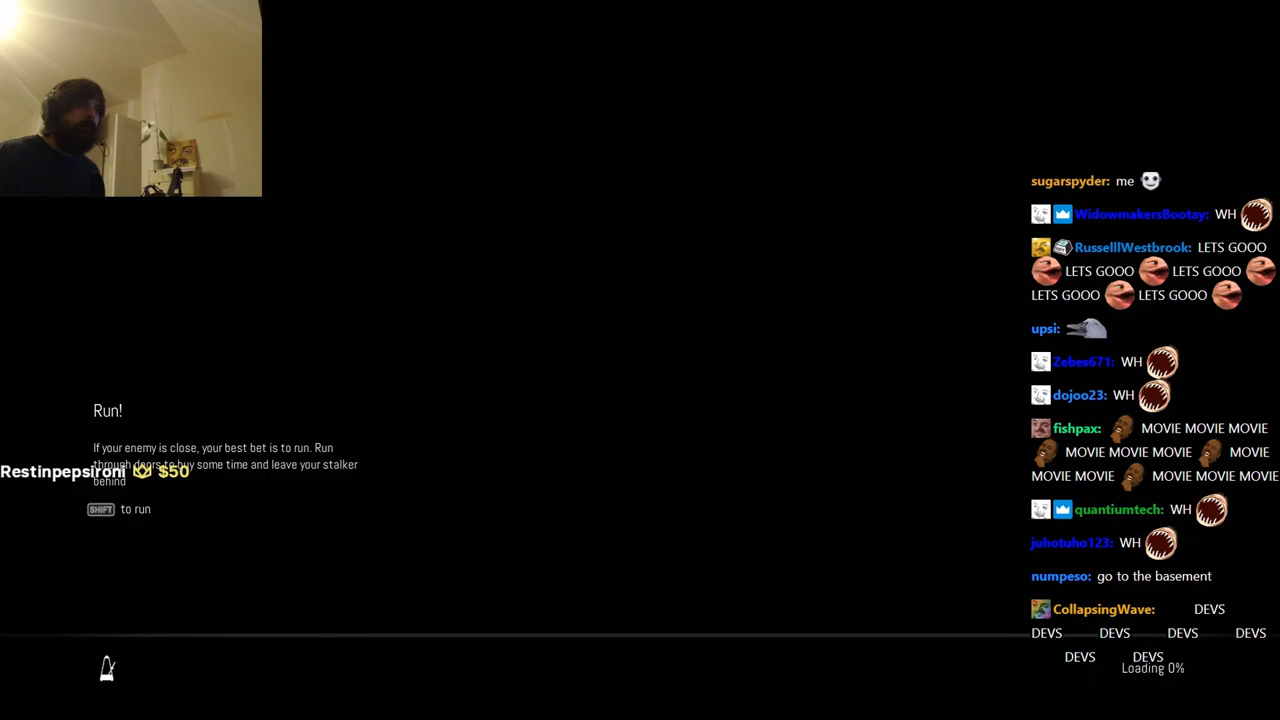 sugarspyder: me
WidowmakersBootay: WH
RusselllWestbrook: LETS GOOO
LETS GOOO LETS GOOO
LETS GOOO LETS GOOO
upsi:
Zebes671: WH
dojoo23: WH
Run!
fishpax: MOVIE MOVIE MOVIE
MOVIE MOVIE MOVIE MOVIE
MOVIE MOVIE MOVIE MOVIE MOVIE
If your enemy is close, your best bet is to run. Run
through doors to buy some time and leave your stalker
behind
Restinpepsironi $50
SHIFT to run
quantiumtech: WH
juhotuho123: WH
numpeso: go to the basement
CollapsingWave: DEVS
DEVS DEVS DEVS DEVS
DEVS DEVS
Loading 0%